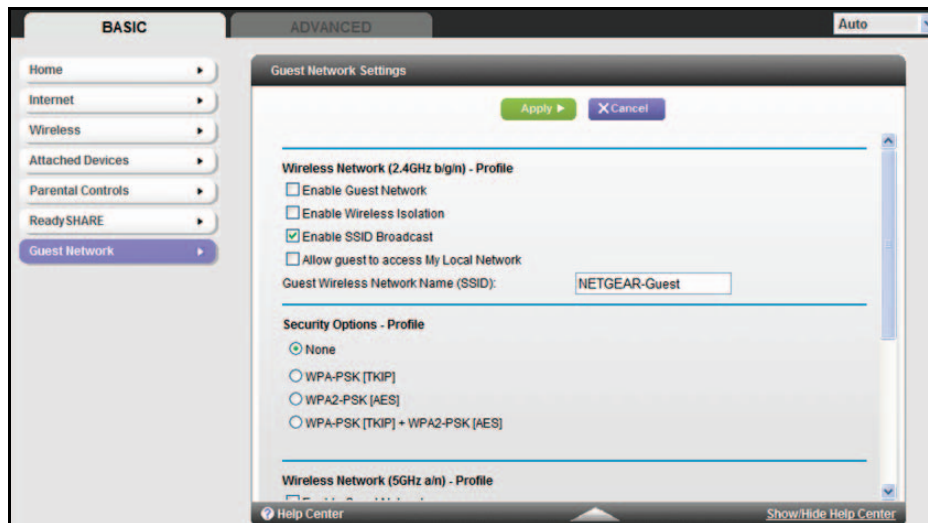 BASIC
ADVANCED
Auto
Home
Internet
Wireless
Attached Devices
Parental Controls
ReadySHARE
Guest Network
Guest Network Settings
Apply
Cancel
Wireless Network (2.4GHz b/g/n) - Profile
Enable Guest Network
Enable Wireless Isolation
Enable SSID Broadcast
Allow guest to access My Local Network
Guest Wireless Network Name (SSID): NETGEAR-Guest
Security Options - Profile
None
WPA-PSK [TKIP]
WPA2-PSK [AES]
WPA-PSK [TKIP] + WPA2-PSK [AES]
Wireless Network (5GHz a/n) - Profile
Help Center
Show/Hide Help Center